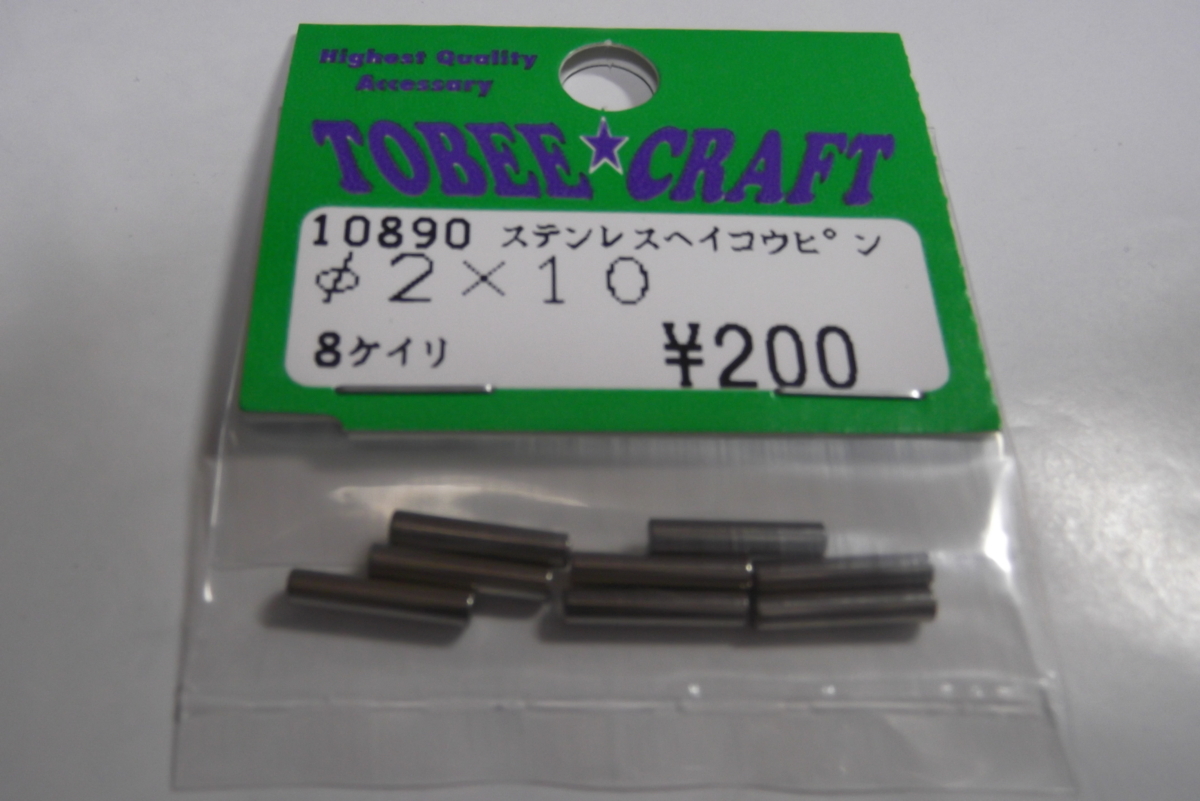 Highest Quality
Accessary
TOBEE★CRAFT
10890 ステンレスヘイコウピン
φ2×10
8ケイリ ¥200